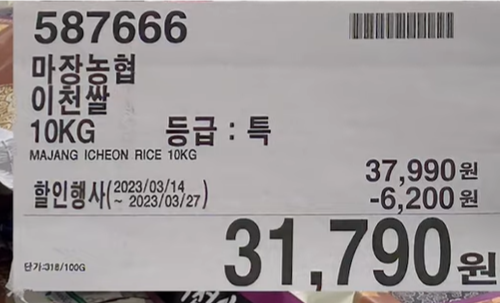 587666
마장농협
이천쌀
10KG 등급 : 특
MAJANG ICHEON RICE 10KG
37,990원
할인행사(2023/03/14 ~ 2023/03/27) -6,200원
31,790원
단가:318/100G